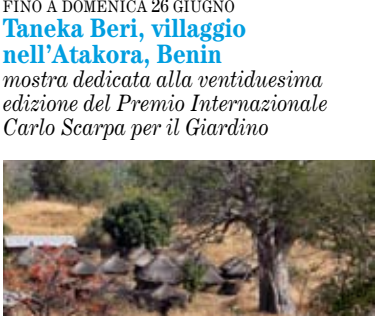 FINO A DOMENICA 26 GIUGNO
Taneka Beri, villaggio
nell'Atakora, Benin
mostra dedicata alla ventiduesima
edizione del Premio Internazionale
Carlo Scarpa per il Giardino